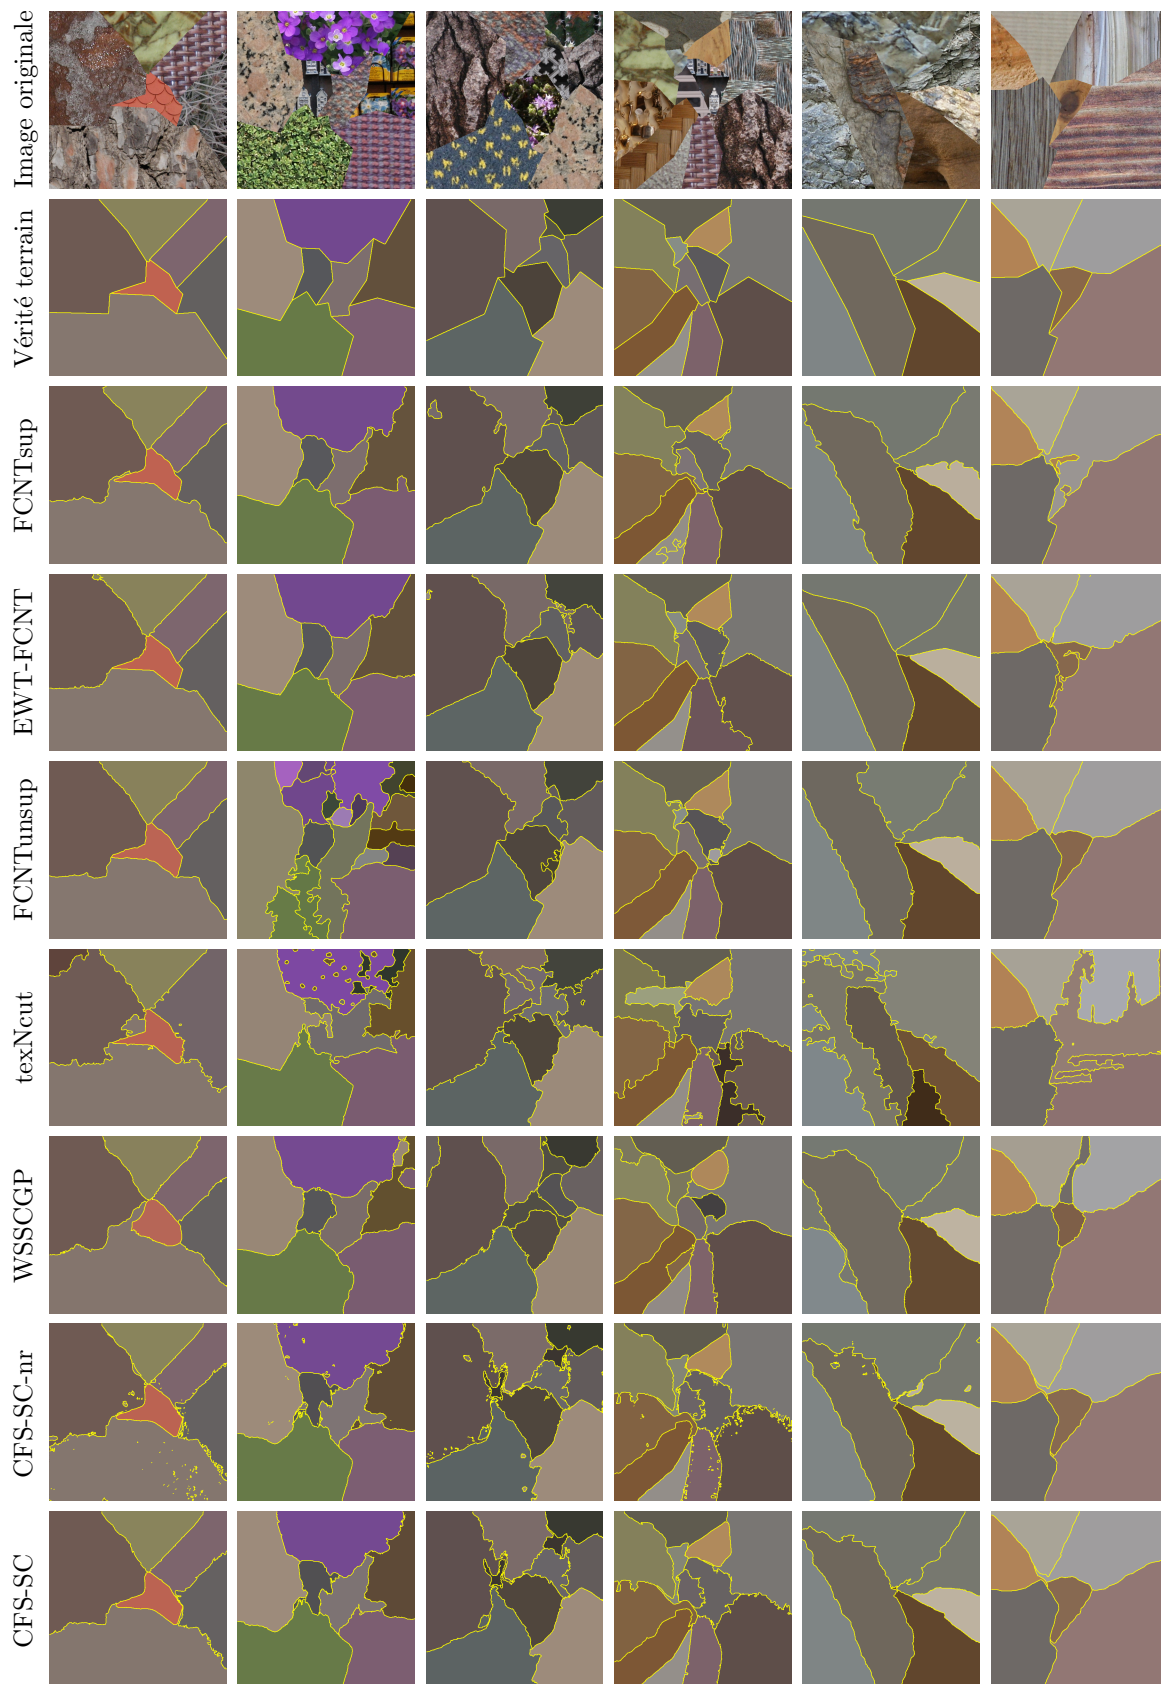 Image originale
Vérité terrain
FCNTsup
EWT-FCNT
FCNTunsup
texNcut
WSSCGP
CFS-SC-nr
CFS-SC